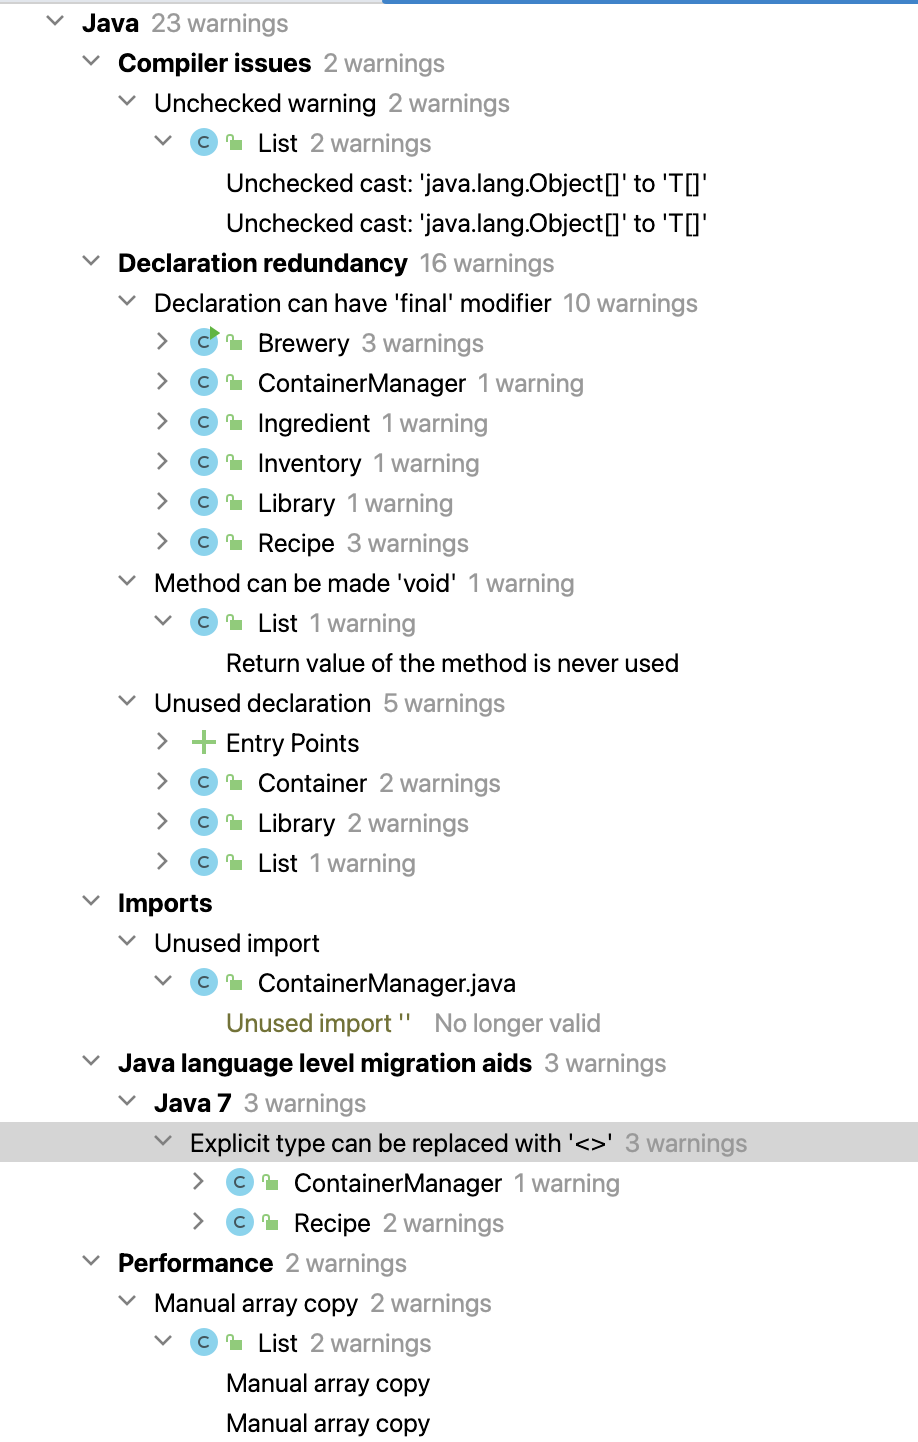 Java 23 warnings
Compiler issues 2 warnings
Unchecked warning 2 warnings
C List 2 warnings
Unchecked cast: 'java.lang.Object[]' to 'T[]'
Unchecked cast: 'java.lang.Object[]' to 'T[]'
Declaration redundancy 16 warnings
Declaration can have 'final' modifier 10 warnings
C Brewery 3 warnings
C ContainerManager 1 warning
C Ingredient 1 warning
C Inventory 1 warning
C Library 1 warning
C Recipe 3 warnings
Method can be made 'void' 1 warning
C List 1 warning
Return value of the method is never used
Unused declaration 5 warnings
Entry Points
C Container 2 warnings
C Library 2 warnings
C List 1 warning
Imports
Unused import
C ContainerManager.java
Unused import '' No longer valid
Java language level migration aids 3 warnings
Java 7 3 warnings
Explicit type can be replaced with '<>' 3 warnings
C ContainerManager 1 warning
C Recipe 2 warnings
Performance 2 warnings
Manual array copy 2 warnings
C List 2 warnings
Manual array copy
Manual array copy